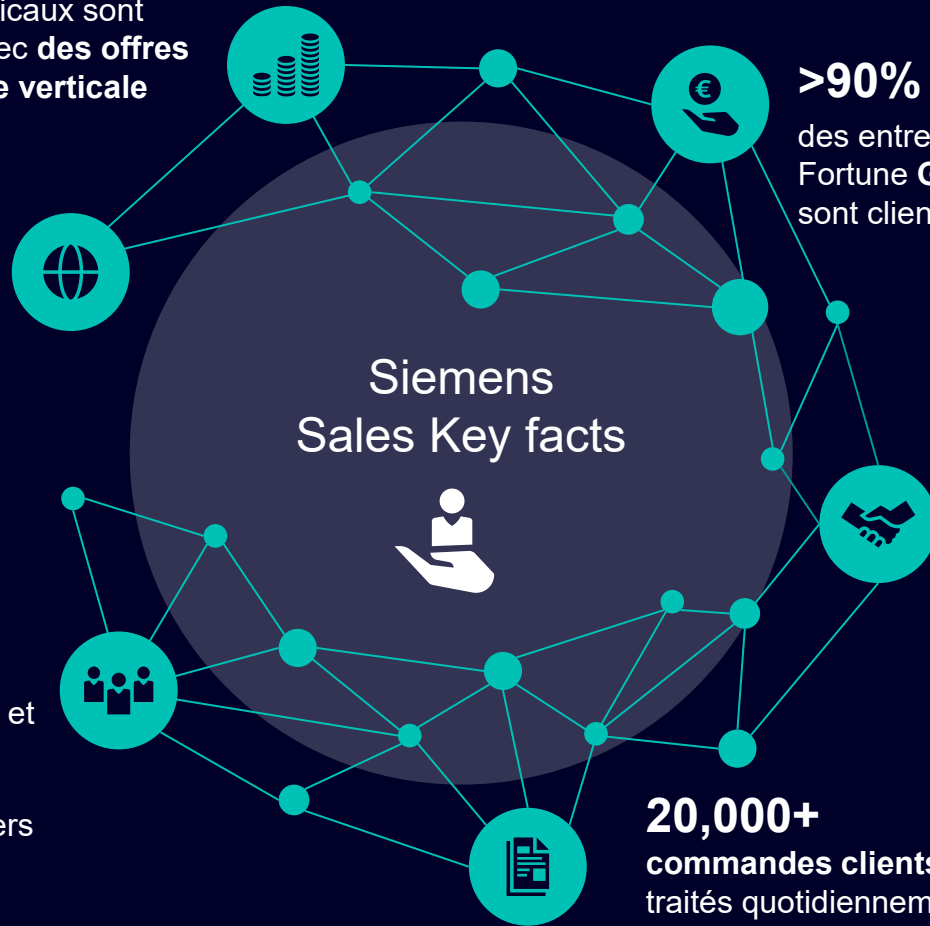 icaux sont
ec des offres
e verticale
>90%
des entre
Fortune G
sont clien
Siemens
Sales Key facts
€
et
ers
20,000+
commandes clients
traités quotidiennem